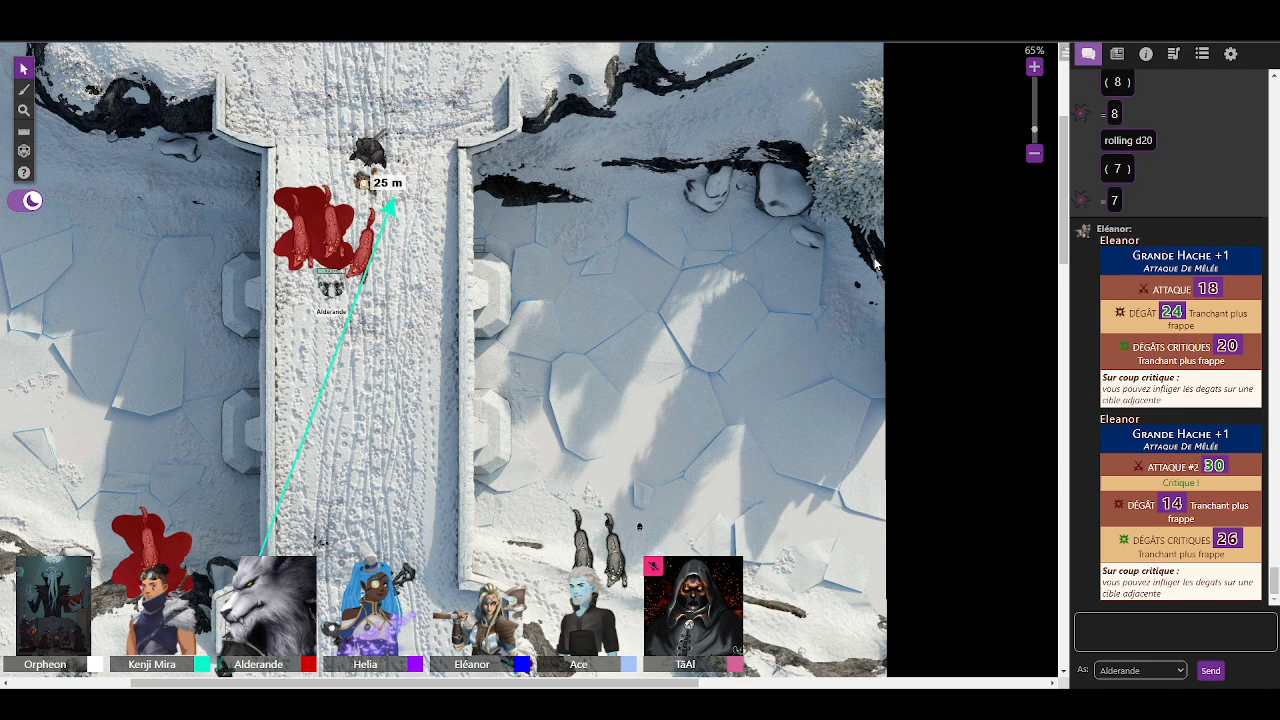 65%
25 m
Alderande
Orpheon
Kenji Mira
Alderande
Helia
Eléanor
Ace
TäAl
( 8 )
= 8
rolling d20
( 7 )
= 7
Eléanor:
Eleanor
Grande Hache +1
Attaque De Mêlée
ATTAQUE 18
DÉGÂT 24 Tranchant plus
frappe
DÉGÂTS CRITIQUES 20
Tranchant plus frappe
Sur coup critique :
vous pouvez infliger les degats sur une
cible adjacente
Eleanor
Grande Hache +1
Attaque De Mêlée
ATTAQUE #2 30
Critique !
DÉGÂT 14 Tranchant plus
frappe
DÉGÂTS CRITIQUES 26
Tranchant plus frappe
Sur coup critique :
vous pouvez infliger les degats sur une
cible adjacente
As:
Alderande
Send